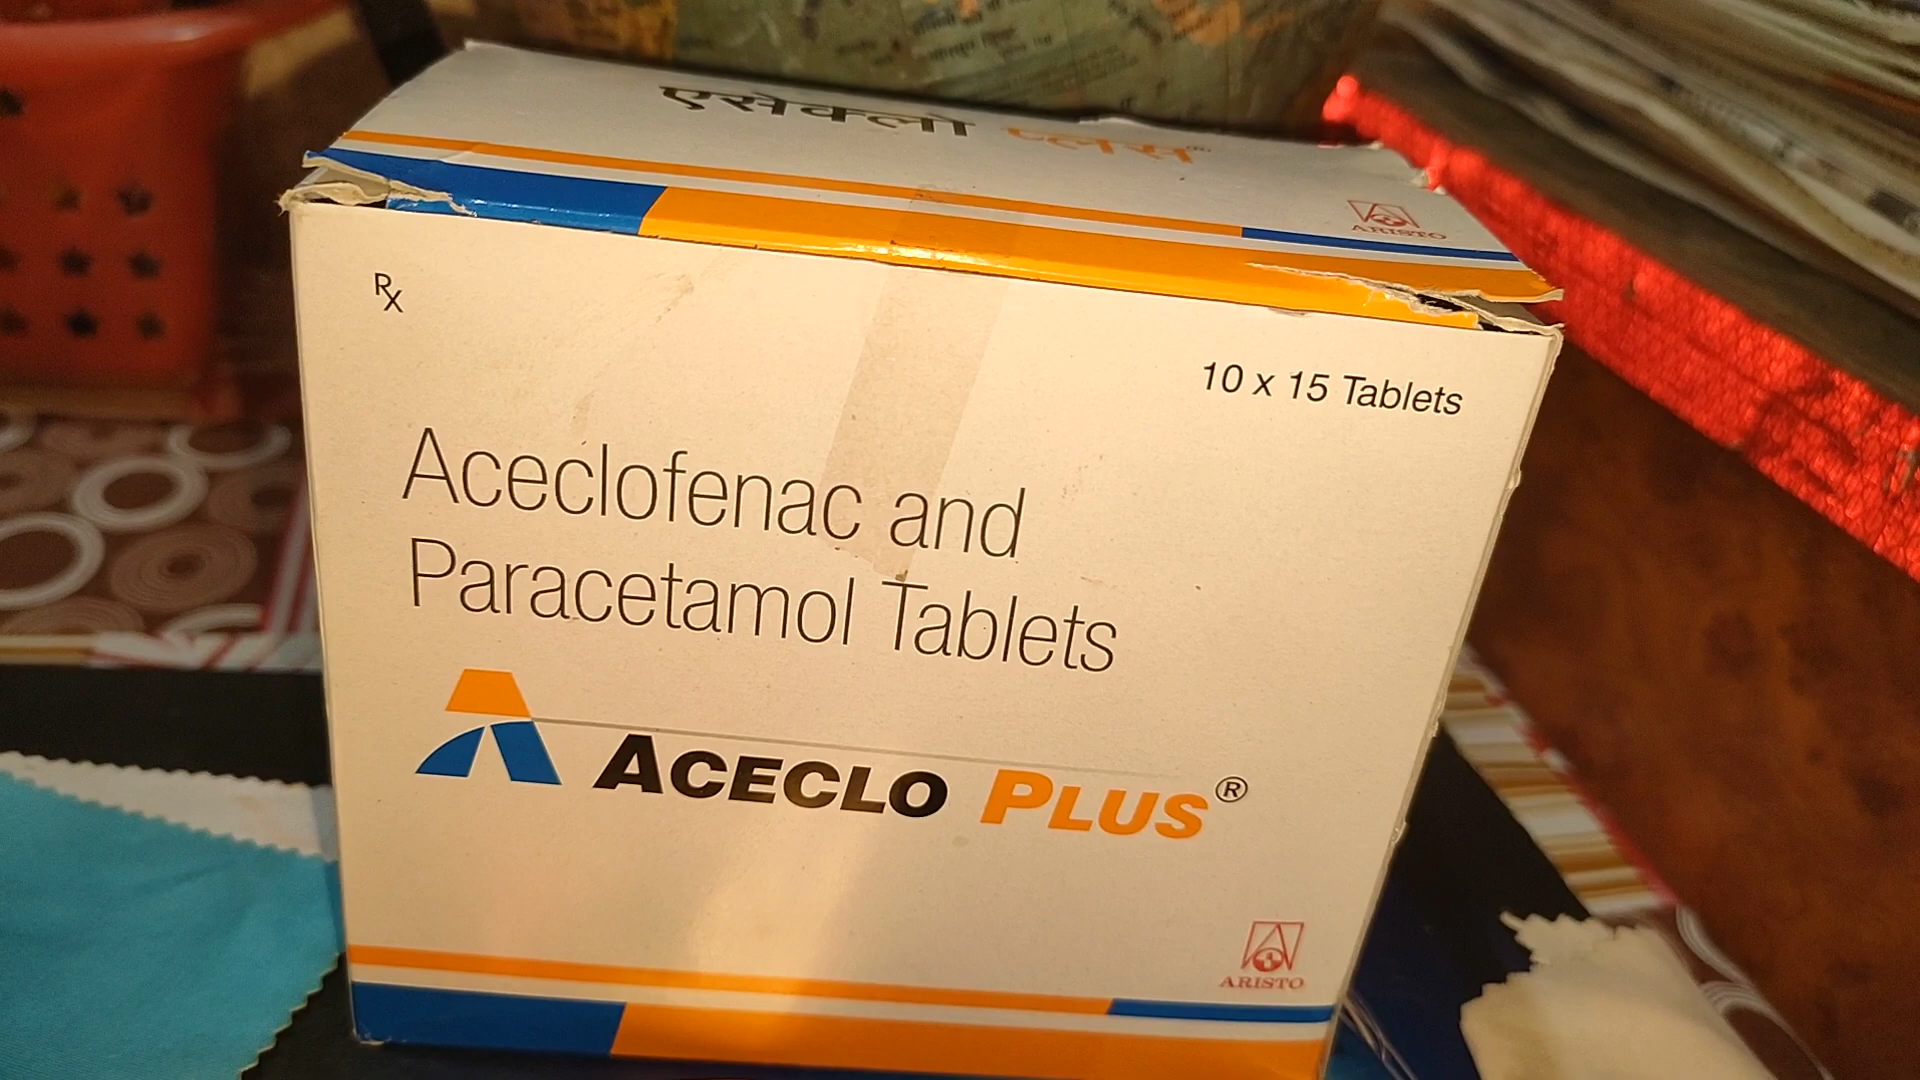 एसेक्लो प्लस®
ARISTO
Rx
10 x 15 Tablets
Aceclofenac and
Paracetamol Tablets
ACECLO PLUS®
ARISTO